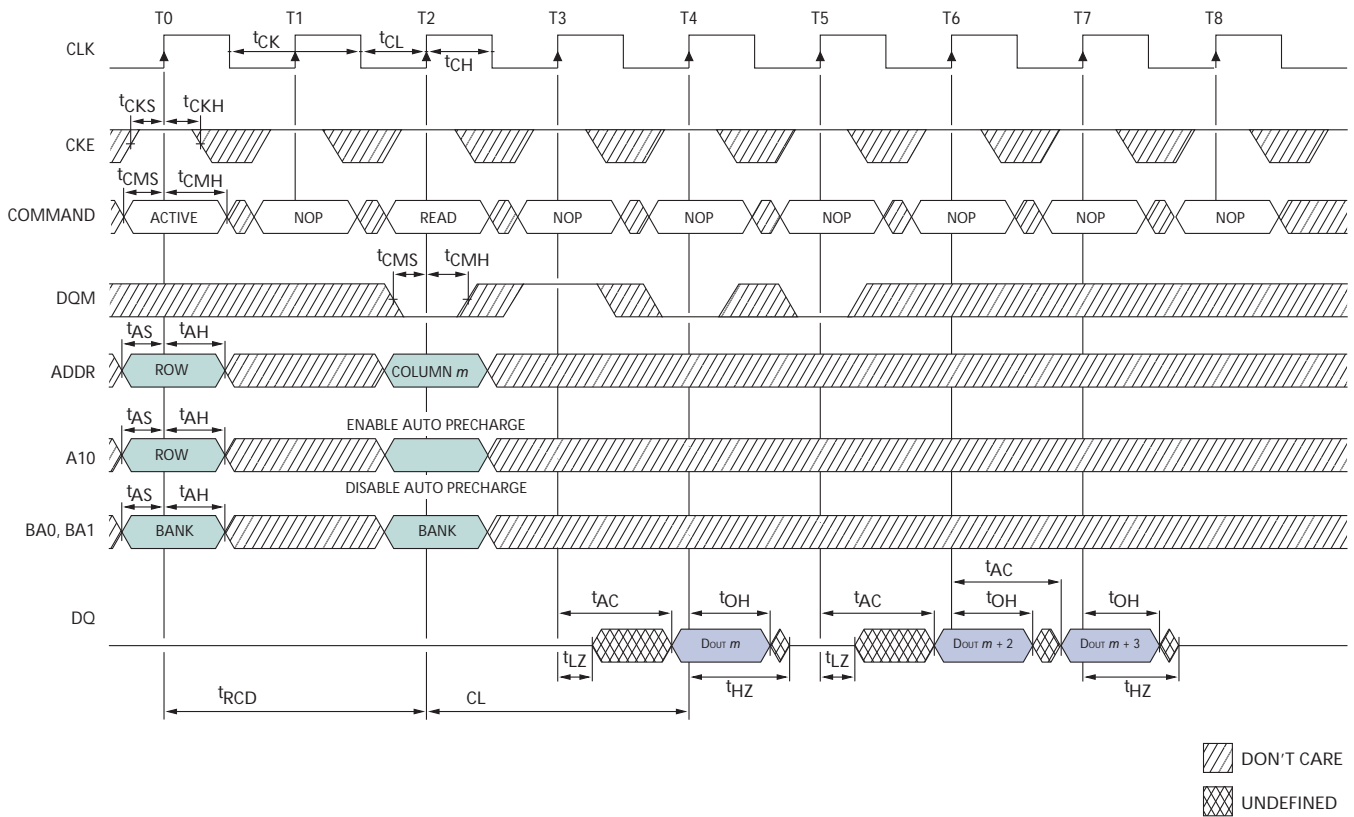 T0 T1 T2 T3 T4 T5 T6 T7 T8
CLK tCK tCL tCH
tCKS tCKH
CKE
tCMS tCMH
COMMAND ACTIVE NOP READ NOP NOP NOP NOP NOP NOP
tCMS tCMH
DQM
tAS tAH
ADDR ROW COLUMN m
tAS tAH ENABLE AUTO PRECHARGE
A10 ROW
tAS tAH DISABLE AUTO PRECHARGE
BA0, BA1 BANK BANK
tAC
DQ tAC tOH tAC tOH tOH
DOUT m DOUT m + 2 DOUT m + 3
tLZ tHZ tLZ tHZ
tRCD CL
DON'T CARE
UNDEFINED